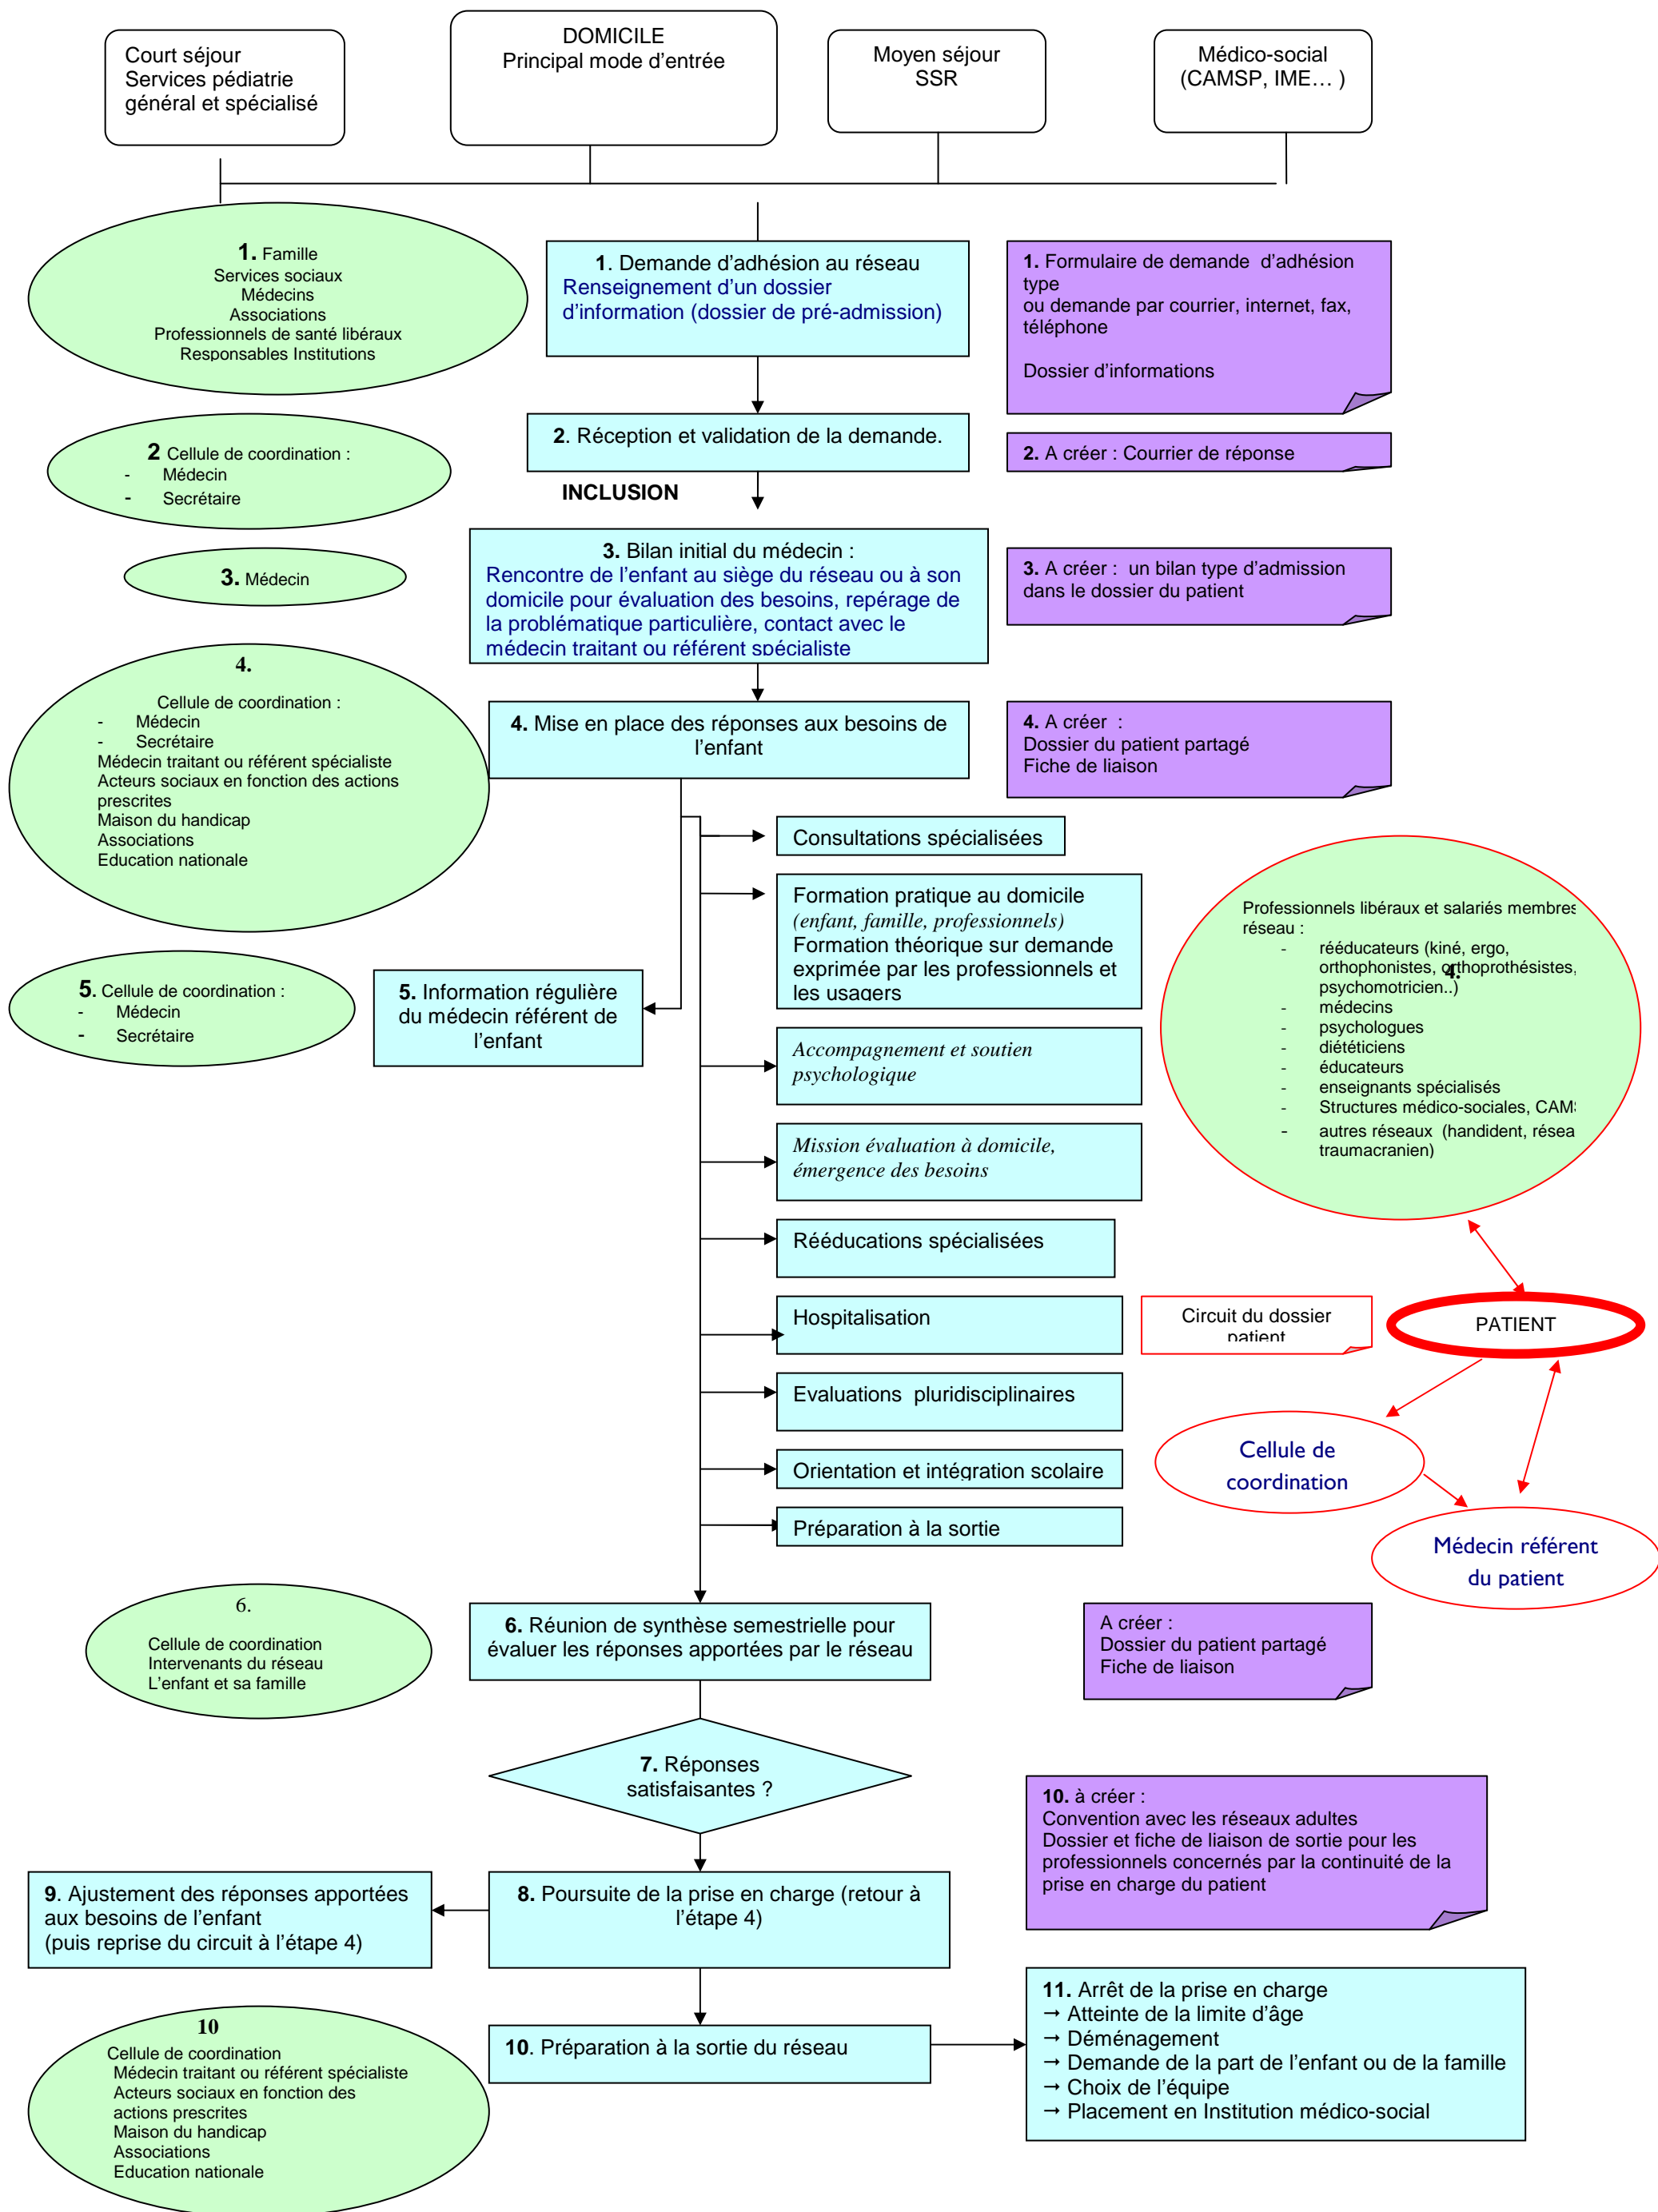 Court séjour
Services pédiatrie
général et spécialisé
DOMICILE
Principal mode d'entrée
Moyen séjour
SSR
Médico-social
(CAMSP, IME… )
1. Famille
Services sociaux
Médecins
Associations
Professionnels de santé libéraux
Responsables Institutions
1. Demande d'adhésion au réseau
Renseignement d'un dossier
d'information (dossier de pré-admission)
1. Formulaire de demande d'adhésion
type
ou demande par courrier, internet, fax,
téléphone
Dossier d'informations
2 Cellule de coordination :
- Médecin
- Secrétaire
2. Réception et validation de la demande.
2. A créer : Courrier de réponse
INCLUSION
3. Médecin
3. Bilan initial du médecin :
Rencontre de l'enfant au siège du réseau ou à son
domicile pour évaluation des besoins, repérage de
la problématique particulière, contact avec le
médecin traitant ou référent spécialiste
3. A créer : un bilan type d'admission
dans le dossier du patient
4.
Cellule de coordination :
- Médecin
- Secrétaire
Médecin traitant ou référent spécialiste
Acteurs sociaux en fonction des actions
prescrites
Maison du handicap
Associations
Education nationale
4. Mise en place des réponses aux besoins de
l'enfant
4. A créer :
Dossier du patient partagé
Fiche de liaison
Consultations spécialisées
Formation pratique au domicile
(enfant, famille, professionnels)
Formation théorique sur demande
exprimée par les professionnels et
les usagers
5. Cellule de coordination :
- Médecin
- Secrétaire
5. Information régulière
du médecin référent de
l'enfant
Accompagnement et soutien
psychologique
Mission évaluation à domicile,
émergence des besoins
Rééducations spécialisées
Hospitalisation
Evaluations pluridisciplinaires
Orientation et intégration scolaire
Préparation à la sortie
4.
Professionnels libéraux et salariés membres
réseau :
- rééducateurs (kiné, ergo,
orthophonistes, orthoprothésistes,
psychomotricien..)
- médecins
- psychologues
- diététiciens
- éducateurs
- enseignants spécialisés
- Structures médico-sociales,
- autres réseaux (handident,
traumacranien)
Circuit du dossier
patient
PATIENT
Cellule de
coordination
Médecin référent
du patient
6.
Cellule de coordination
Intervenants du réseau
L'enfant et sa famille
6. Réunion de synthèse semestrielle pour
évaluer les réponses apportées par le réseau
A créer :
Dossier du patient partagé
Fiche de liaison
7. Réponses
satisfaisantes ?
10. à créer :
Convention avec les réseaux adultes
Dossier et fiche de liaison de sortie pour les
professionnels concernés par la continuité de la
prise en charge du patient
9. Ajustement des réponses apportées
aux besoins de l'enfant
(puis reprise du circuit à l'étape 4)
8. Poursuite de la prise en charge (retour à
l'étape 4)
10
Cellule de coordination
Médecin traitant ou référent spécialiste
Acteurs sociaux en fonction des
actions prescrites
Maison du handicap
Associations
Education nationale
10. Préparation à la sortie du réseau
11. Arrêt de la prise en charge
→ Atteinte de la limite d'âge
→ Déménagement
→ Demande de la part de l'enfant ou de la famille
→ Choix de l'équipe
→ Placement en Institution médico-social